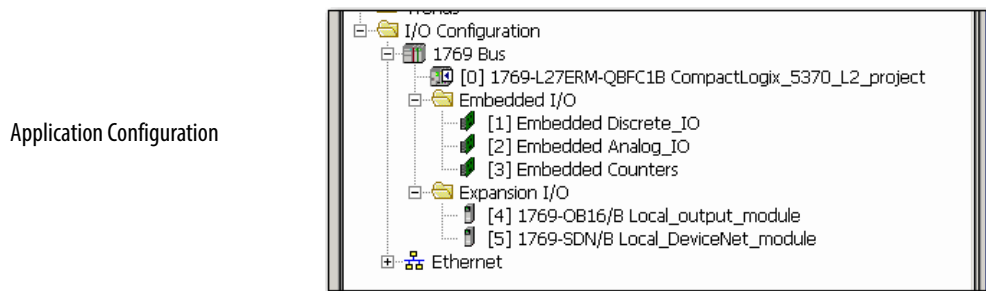 Trends
I/O Configuration
1769 Bus
[0] 1769-L27ERM-QBFC1B CompactLogix_5370_L2_project
Embedded I/O
Application Configuration
[1] Embedded Discrete_IO
[2] Embedded Analog_IO
[3] Embedded Counters
Expansion I/O
[4] 1769-OB16/B Local_output_module
[5] 1769-SDN/B Local_DeviceNet_module
Ethernet